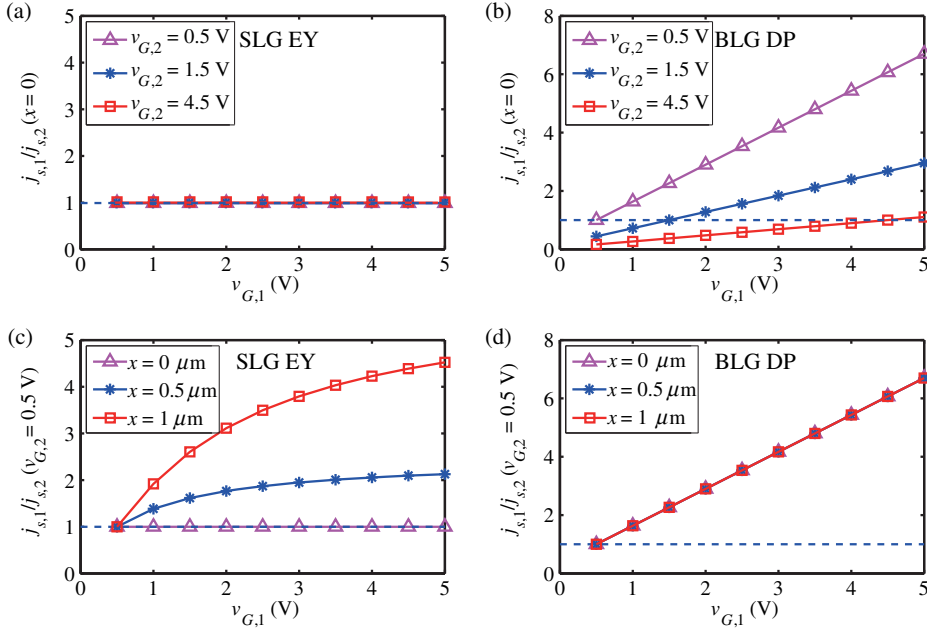 (a)
SLG EY
v_{G,2} = 0.5 V
v_{G,2} = 1.5 V
v_{G,2} = 4.5 V
j_{s,1}/j_{s,2} (x = 0)
5
4
3
2
1
0
0 1 2 3 4 5
v_{G,1} (V)
(b)
BLG DP
v_{G,2} = 0.5 V
v_{G,2} = 1.5 V
v_{G,2} = 4.5 V
j_{s,1}/j_{s,2} (x = 0)
8
6
4
2
0
0 1 2 3 4 5
v_{G,1} (V)
(c)
SLG EY
x = 0 μm
x = 0.5 μm
x = 1 μm
j_{s,1}/j_{s,2} (v_{G,2} = 0.5 V)
5
4
3
2
1
0
0 1 2 3 4 5
v_{G,1} (V)
(d)
BLG DP
x = 0 μm
x = 0.5 μm
x = 1 μm
j_{s,1}/j_{s,2} (v_{G,2} = 0.5 V)
8
6
4
2
0
0 1 2 3 4 5
v_{G,1} (V)